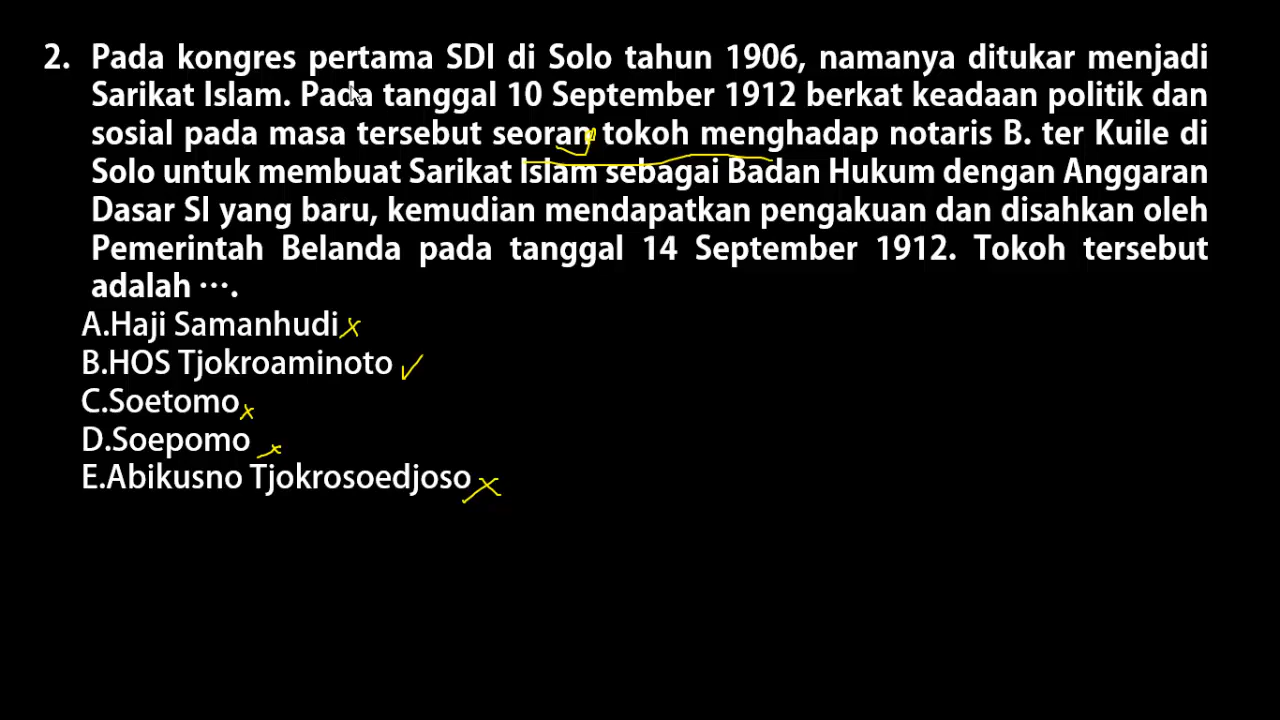 2. Pada kongres pertama SDI di Solo tahun 1906, namanya ditukar menjadi
Sarikat Islam. Pada tanggal 10 September 1912 berkat keadaan politik dan
sosial pada masa tersebut seoran tokoh menghadap notaris B. ter Kuile di
Solo untuk membuat Sarikat Islam sebagai Badan Hukum dengan Anggaran
Dasar SI yang baru, kemudian mendapatkan pengakuan dan disahkan oleh
Pemerintah Belanda pada tanggal 14 September 1912. Tokoh tersebut
adalah ….
A.Haji Samanhudi x
B.HOS Tjokroaminoto ✓
C.Soetomo x
D.Soepomo x
E.Abikusno Tjokrosoedjoso x